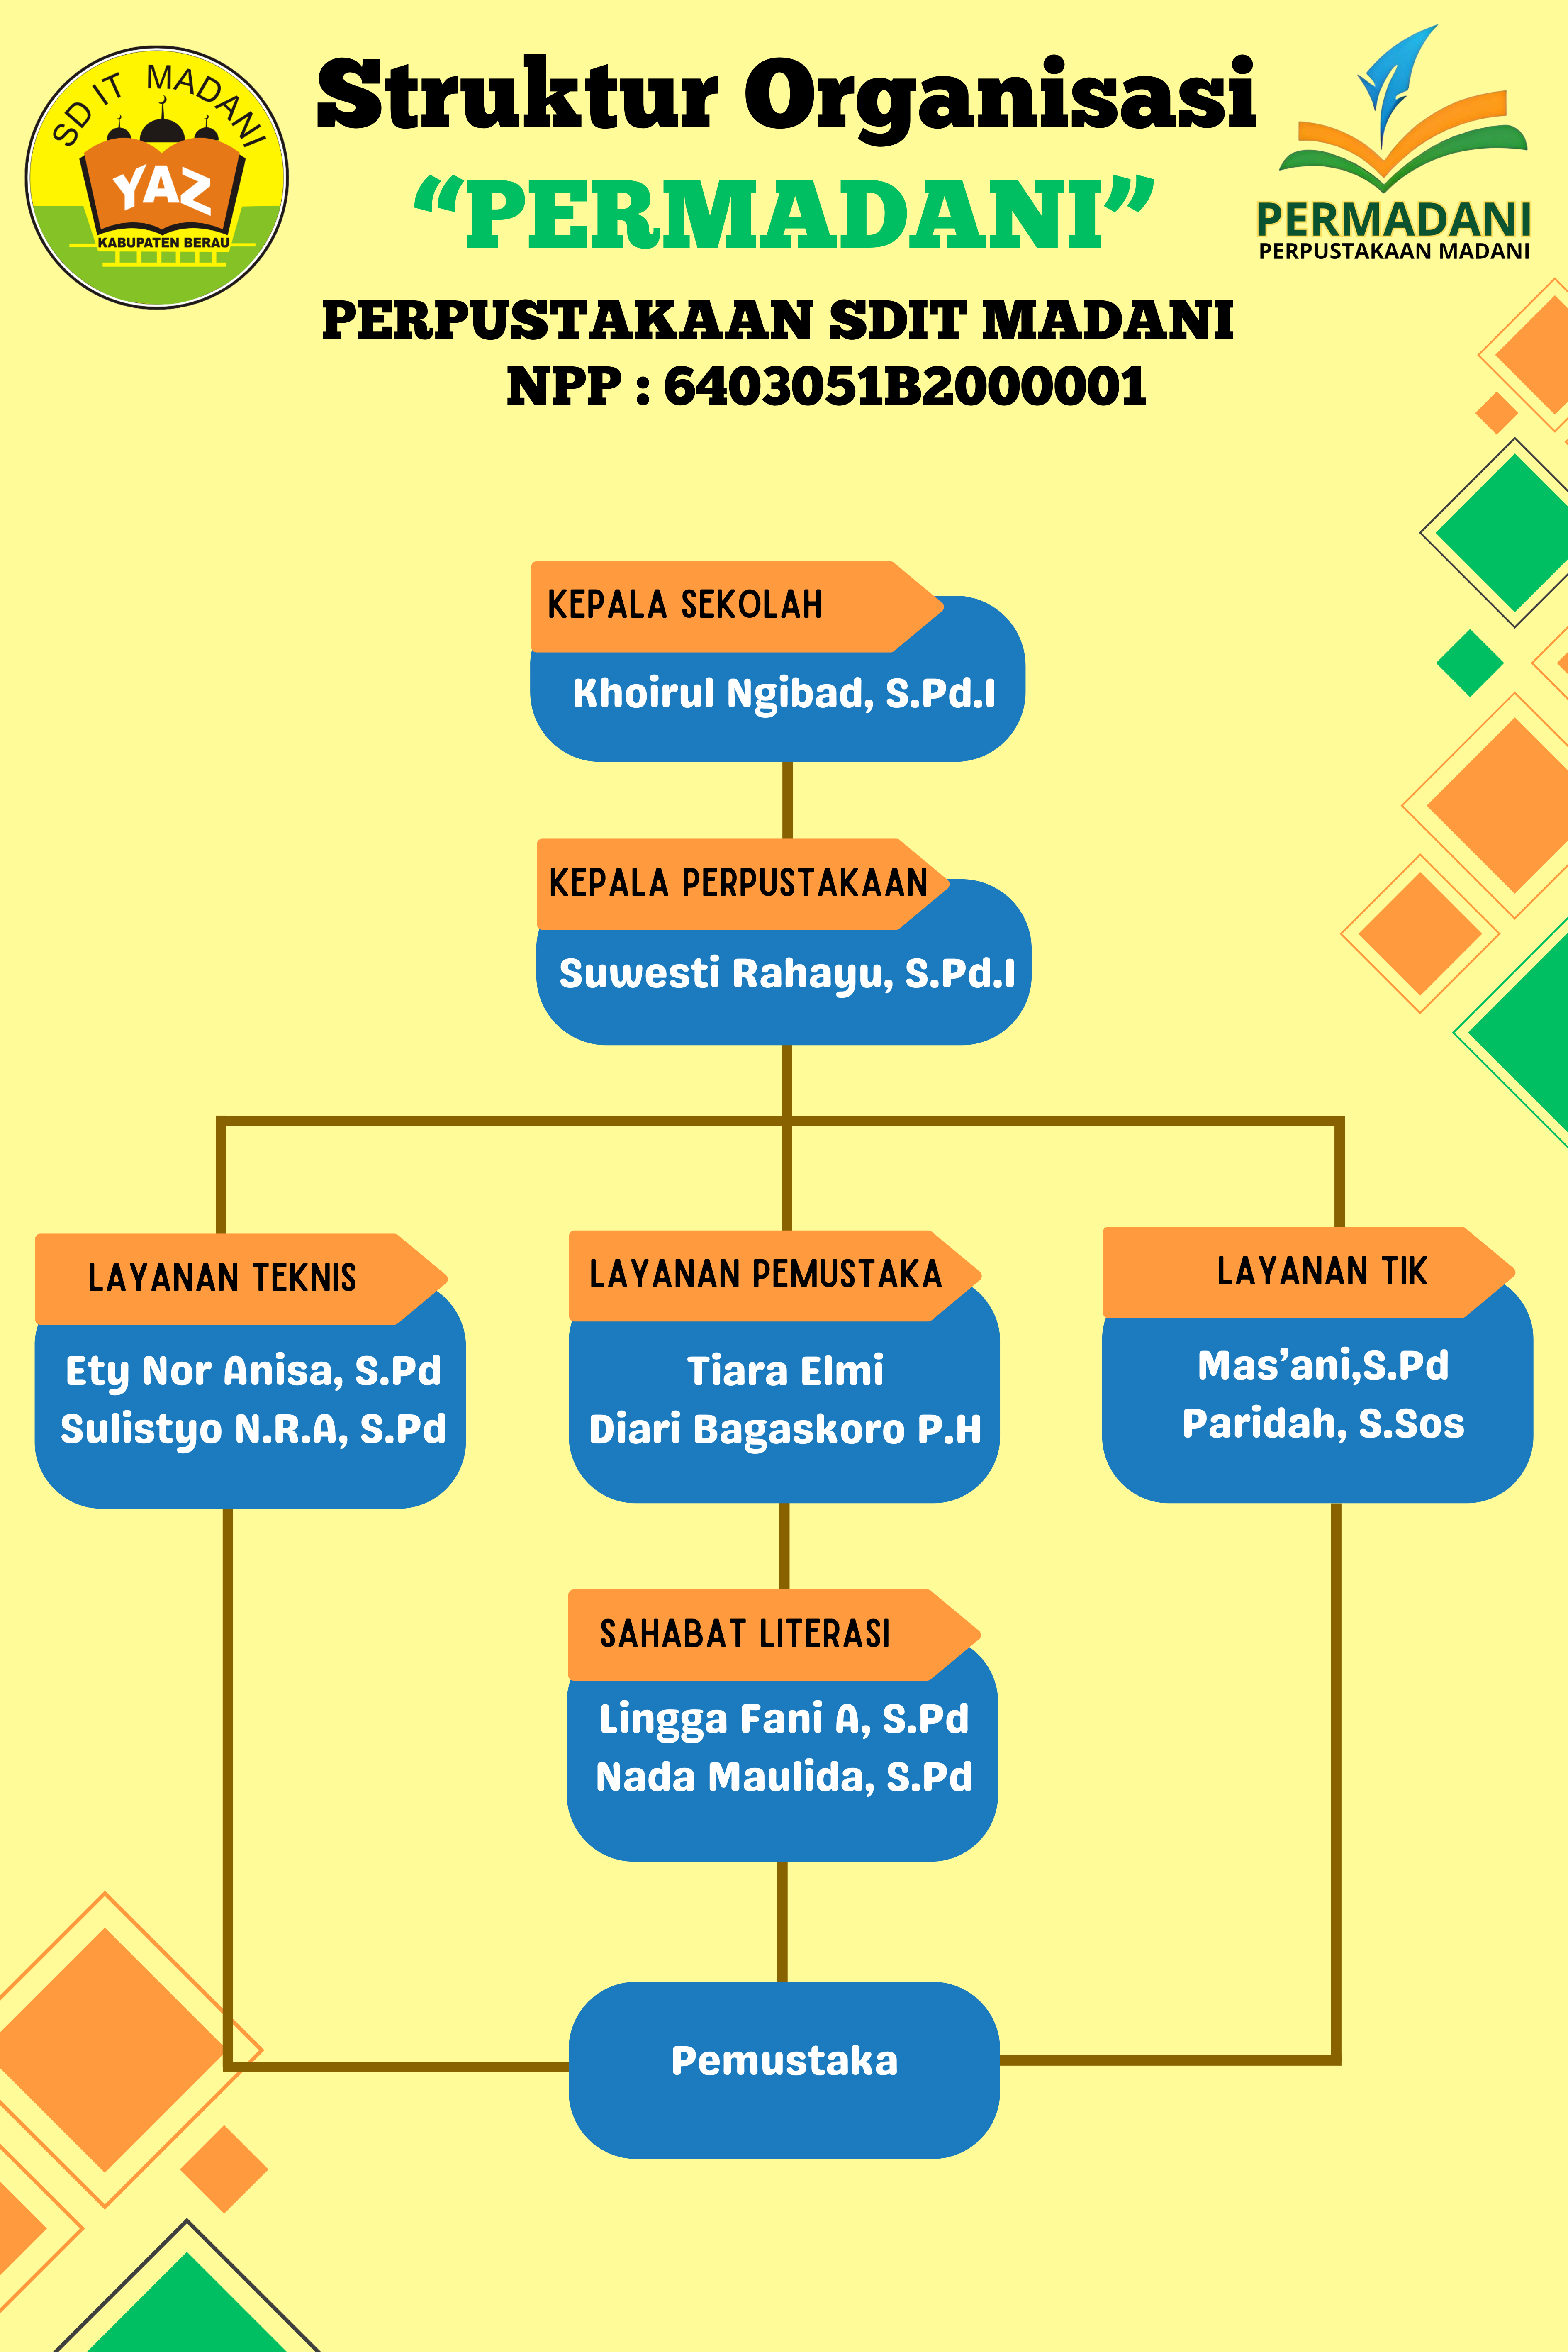 SD IT MADANI
YAZ
KABUPATEN BERAU
Struktur Organisasi
“PERMADANI”
PERPUSTAKAAN SDIT MADANI
NPP : 6403051B2000001
PERMADANI
PERPUSTAKAAN MADANI
KEPALA SEKOLAH
Khoirul Ngibad, S.Pd.I
KEPALA PERPUSTAKAAN
Suwesti Rahayu, S.Pd.I
LAYANAN TEKNIS
Ety Nor Anisa, S.Pd
Sulistyo N.R.A, S.Pd
LAYANAN PEMUSTAKA
Tiara Elmi
Diari Bagaskoro P.H
LAYANAN TIK
Mas’ani,S.Pd
Paridah, S.Sos
SAHABAT LITERASI
Lingga Fani A, S.Pd
Nada Maulida, S.Pd
Pemustaka